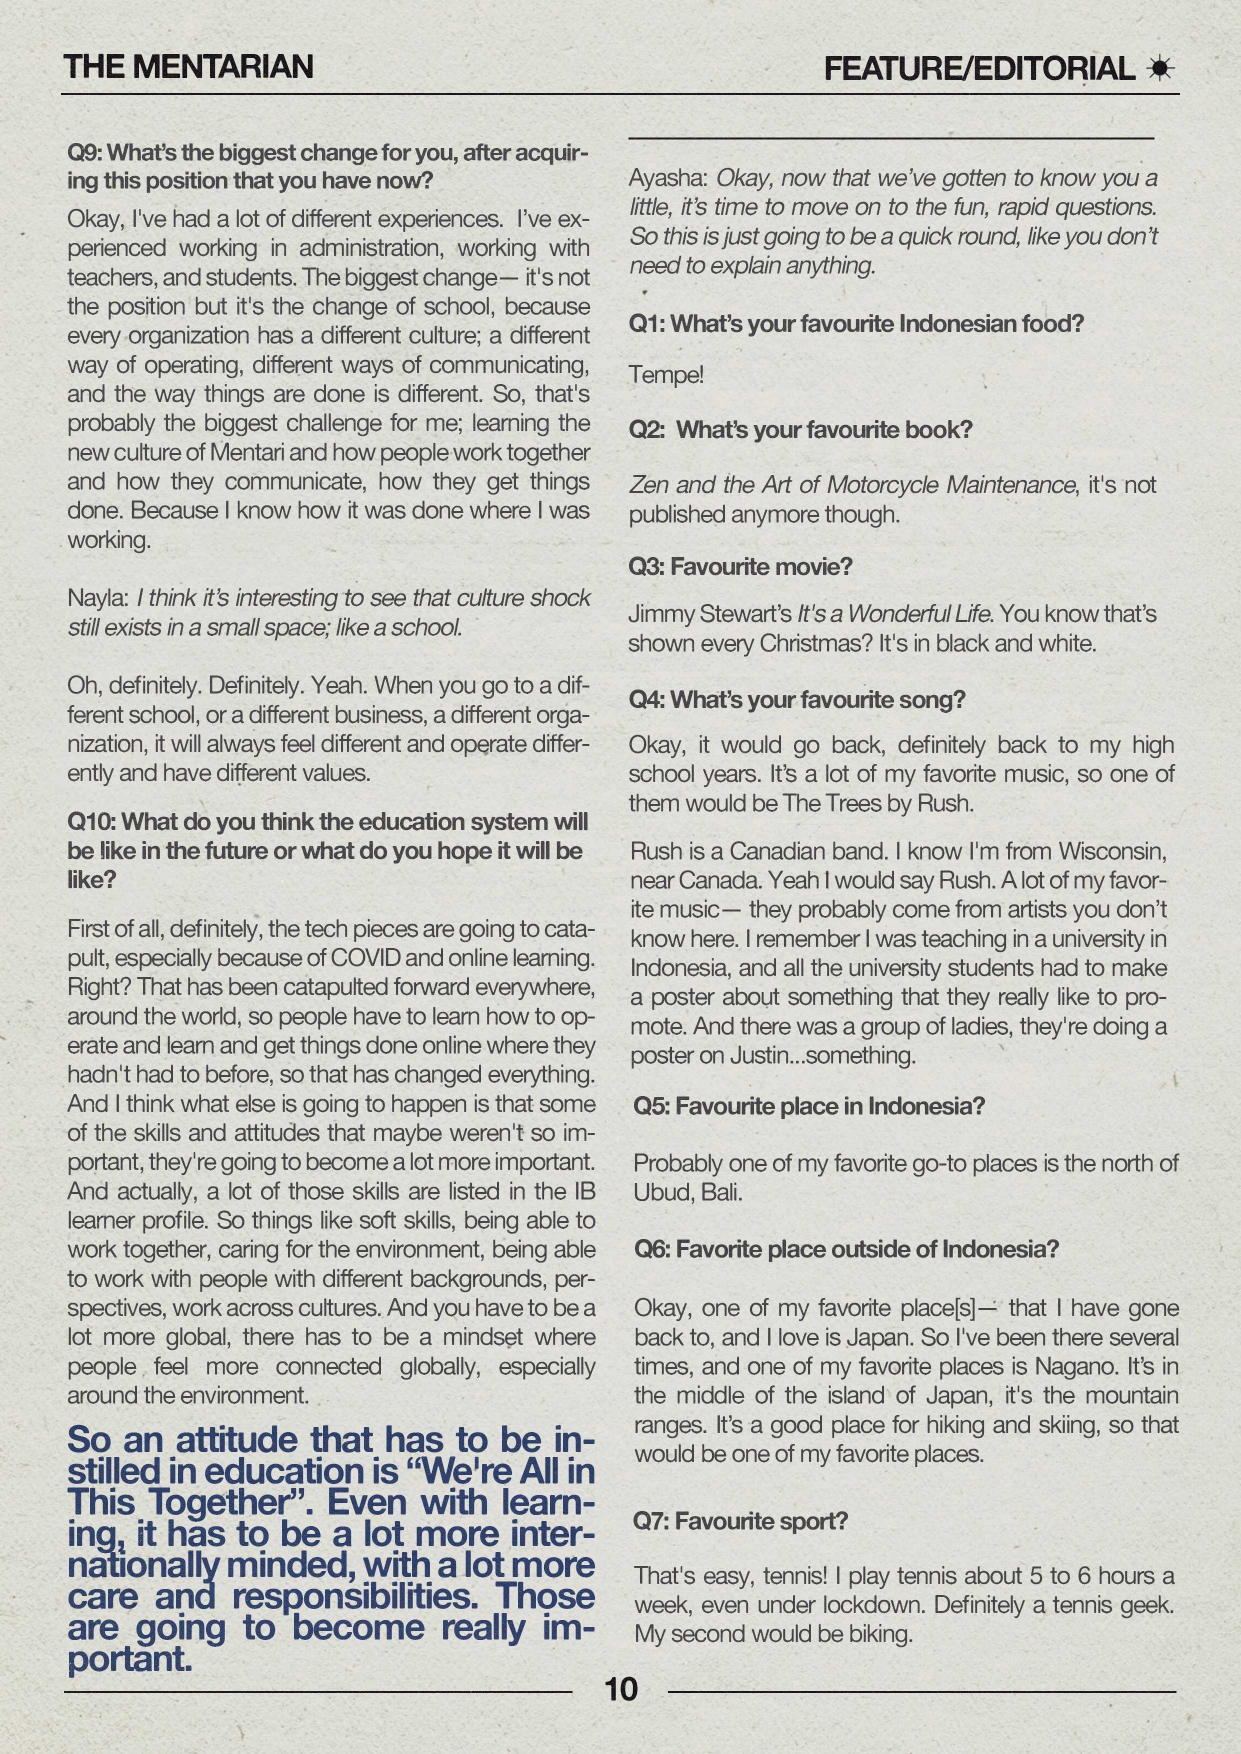 THE MENTARIAN
FEATURE/EDITORIAL
Q9: What's the biggest change for you, after acquir-
ing this position that you have now?
Okay, I've had a lot of different experiences.  I've ex-
perienced working in administration, working with
teachers, and students. The biggest change— it's not
the position but it's the change of school, because
every organization has a different culture; a different
way of operating, different ways of communicating,
and the way things are done is different. So, that's
probably the biggest challenge for me; learning the
new culture of Mentari and how people work together
and how they communicate, how they get things
done. Because I know how it was done where I was
working.
Nayla: I think it's interesting to see that culture shock
still exists in a small space; like a school.
Oh, definitely. Definitely. Yeah. When you go to a dif-
ferent school, or a different business, a different orga-
nization, it will always feel different and operate differ-
ently and have different values.
Q10: What do you think the education system will
be like in the future or what do you hope it will be
like?
First of all, definitely, the tech pieces are going to cata-
pult, especially because of COVID and online learning.
Right? That has been catapulted forward everywhere,
around the world, so people have to learn how to op-
erate and learn and get things done online where they
hadn't had to before, so that has changed everything.
And I think what else is going to happen is that some
of the skills and attitudes that maybe weren't so im-
portant, they're going to become a lot more important.
And actually, a lot of those skills are listed in the IB
learner profile. So things like soft skills, being able to
work together, caring for the environment, being able
to work with people with different backgrounds, per-
spectives, work across cultures. And you have to be a
lot more global, there has to be a mindset where
people feel more connected globally, especially
around the environment.
So an attitude that has to be in-
stilled in education is “We're All in
This Together”. Even with learn-
ing, it has to be a lot more inter-
nationally minded, with a lot more
care and responsibilities. Those
are going to become really im-
portant.
Ayasha: Okay, now that we've gotten to know you a
little, it's time to move on to the fun, rapid questions.
So this is just going to be a quick round, like you don't
need to explain anything.
Q1: What's your favourite Indonesian food?
Tempe!
Q2:  What's your favourite book?
Zen and the Art of Motorcycle Maintenance, it's not
published anymore though.
Q3: Favourite movie?
Jimmy Stewart's It's a Wonderful Life. You know that's
shown every Christmas? It's in black and white.
Q4: What's your favourite song?
Okay, it would go back, definitely back to my high
school years. It's a lot of my favorite music, so one of
them would be The Trees by Rush.
Rush is a Canadian band. I know I'm from Wisconsin,
near Canada. Yeah I would say Rush. A lot of my favor-
ite music— they probably come from artists you don't
know here. I remember I was teaching in a university in
Indonesia, and all the university students had to make
a poster about something that they really like to pro-
mote. And there was a group of ladies, they're doing a
poster on Justin...something.
Q5: Favourite place in Indonesia?
Probably one of my favorite go-to places is the north of
Ubud, Bali.
Q6: Favorite place outside of Indonesia?
Okay, one of my favorite place[s]— that I have gone
back to, and I love is Japan. So I've been there several
times, and one of my favorite places is Nagano. It's in
the middle of the island of Japan, it's the mountain
ranges. It's a good place for hiking and skiing, so that
would be one of my favorite places.
Q7: Favourite sport?
That's easy, tennis! I play tennis about 5 to 6 hours a
week, even under lockdown. Definitely a tennis geek.
My second would be biking.
10